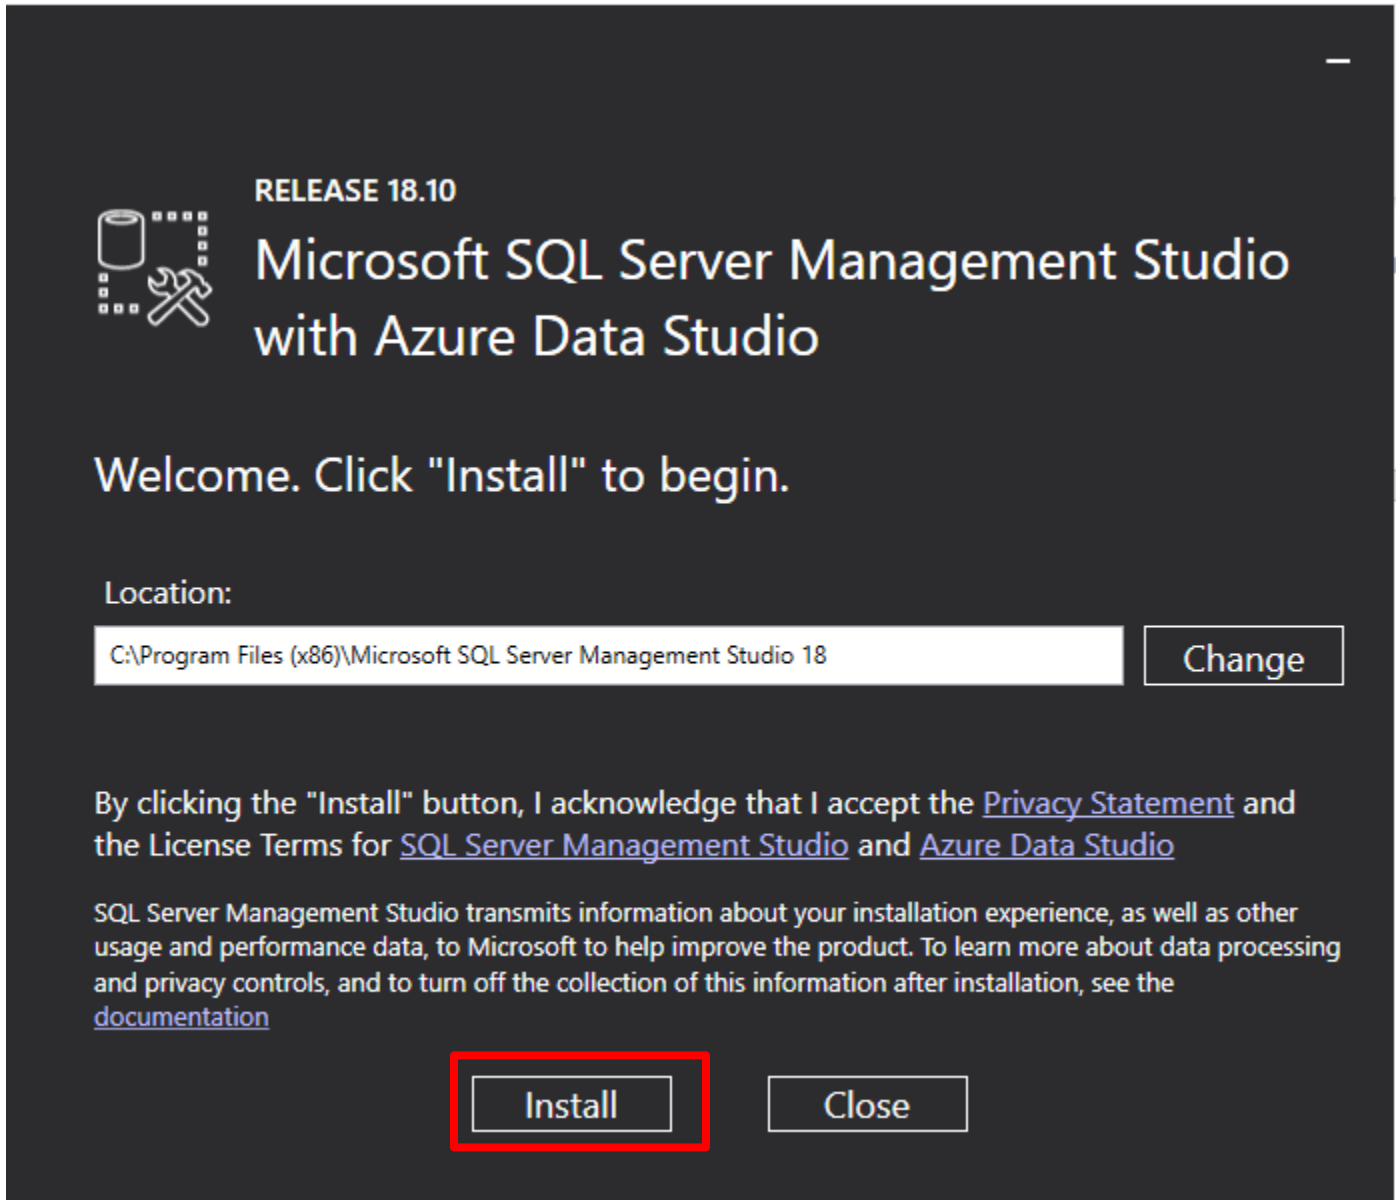 RELEASE 18.10
Microsoft SQL Server Management Studio
with Azure Data Studio
Welcome. Click "Install" to begin.
Location:
C:\Program Files (x86)\Microsoft SQL Server Management Studio 18
Change
By clicking the "Install" button, I acknowledge that I accept the Privacy Statement and
the License Terms for SQL Server Management Studio and Azure Data Studio
SQL Server Management Studio transmits information about your installation experience, as well as other
usage and performance data, to Microsoft to help improve the product. To learn more about data processing
and privacy controls, and to turn off the collection of this information after installation, see the
documentation
Install
Close